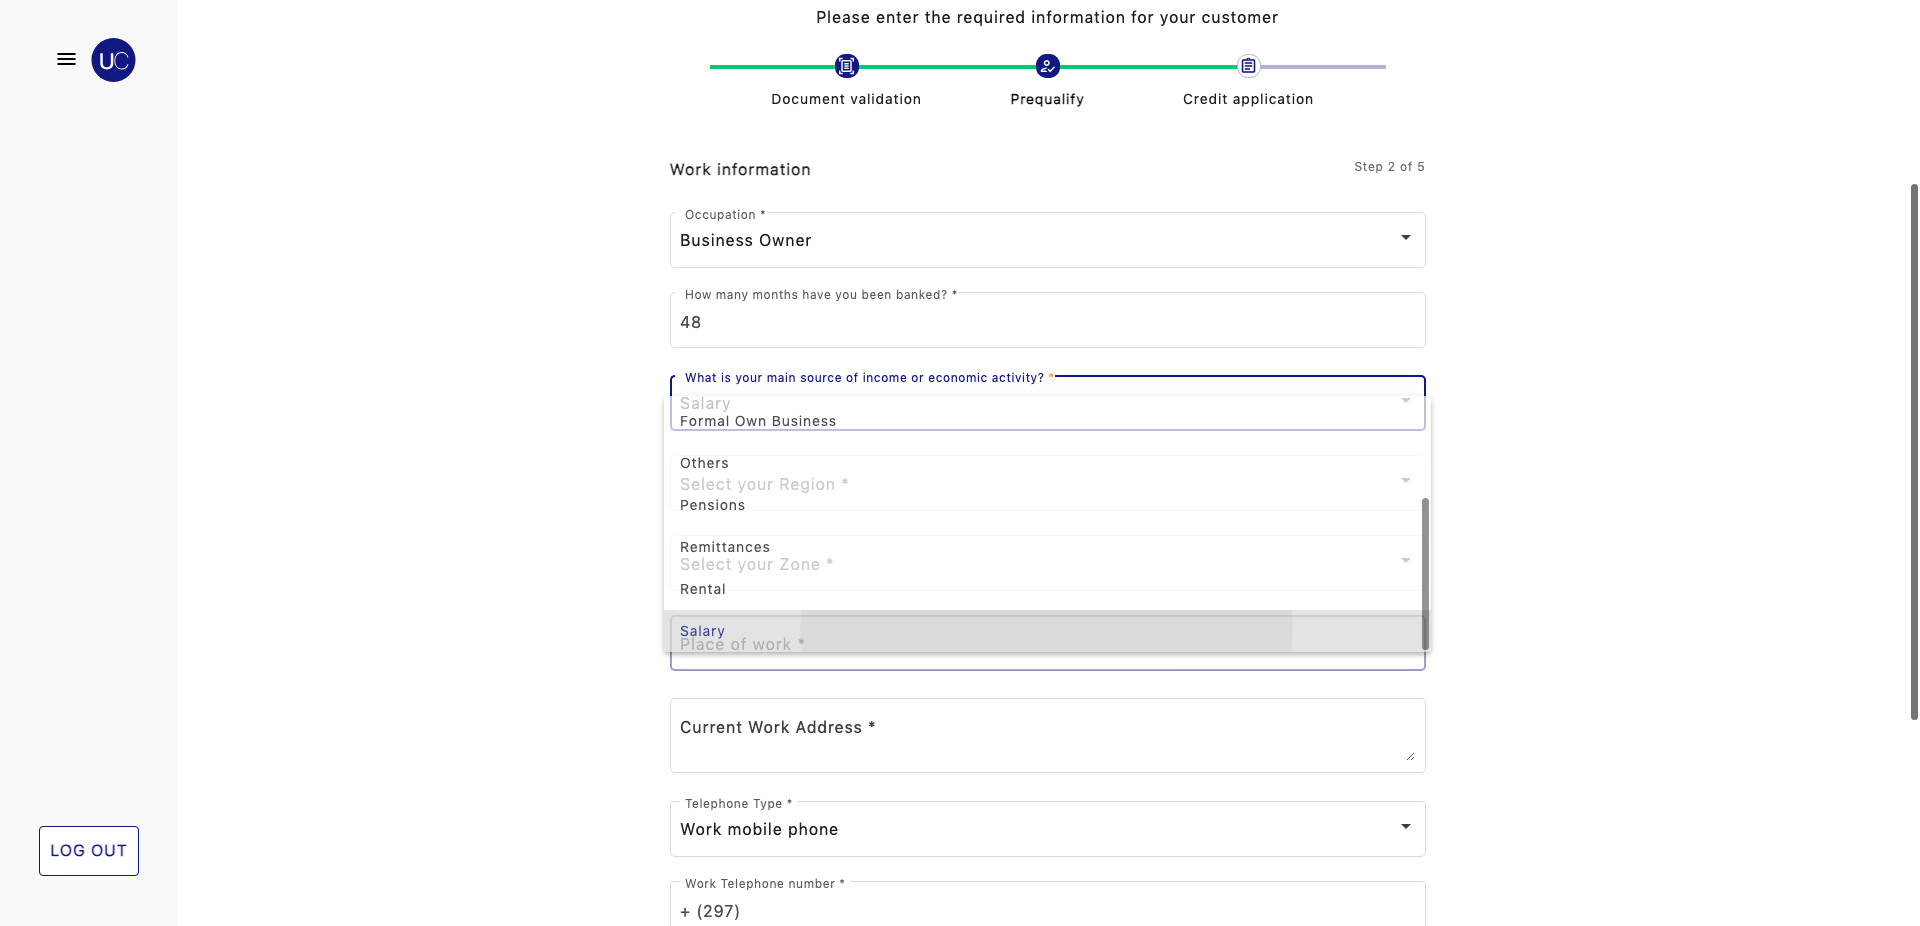 Please enter the required information for your customer
UC
Document validation
Prequalify
Credit application
Work information
Step 2 of 5
Occupation *
Business Owner
How many months have you been banked? *
48
What is your main source of income or economic activity? *
Salary
Formal Own Business
Others
Select your Region *
Pensions
Remittances
Select your Zone *
Rental
Salary
Place of work *
Current Work Address *
Telephone Type *
Work mobile phone
LOG OUT
Work Telephone number *
+ (297)